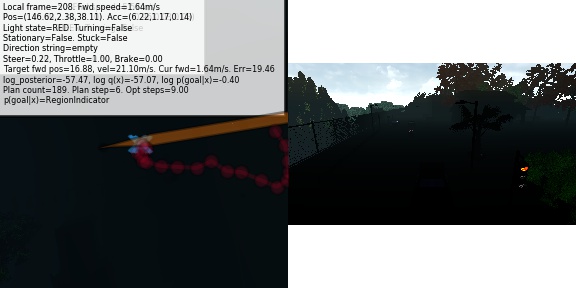 Local frame=208. Fwd speed=1.64m/s
Pos=(146.62,2.38,38.11). Acc=(6.22,1.17,0.14)
Light state=RED. Turning=False
Stationary=False. Stuck=False
Direction string=empty
Steer=0.22, Throttle=1.00, Brake=0.00
Target fwd pos=16.88, vel=21.10m/s. Cur fwd=1.64m/s. Err=19.46
log_posterior=-57.47, log q(x)=-57.07, log p(goal|x)=-0.40
Plan count=189. Plan step=6. Opt steps=9.00
p(goal|x)=RegionIndicator